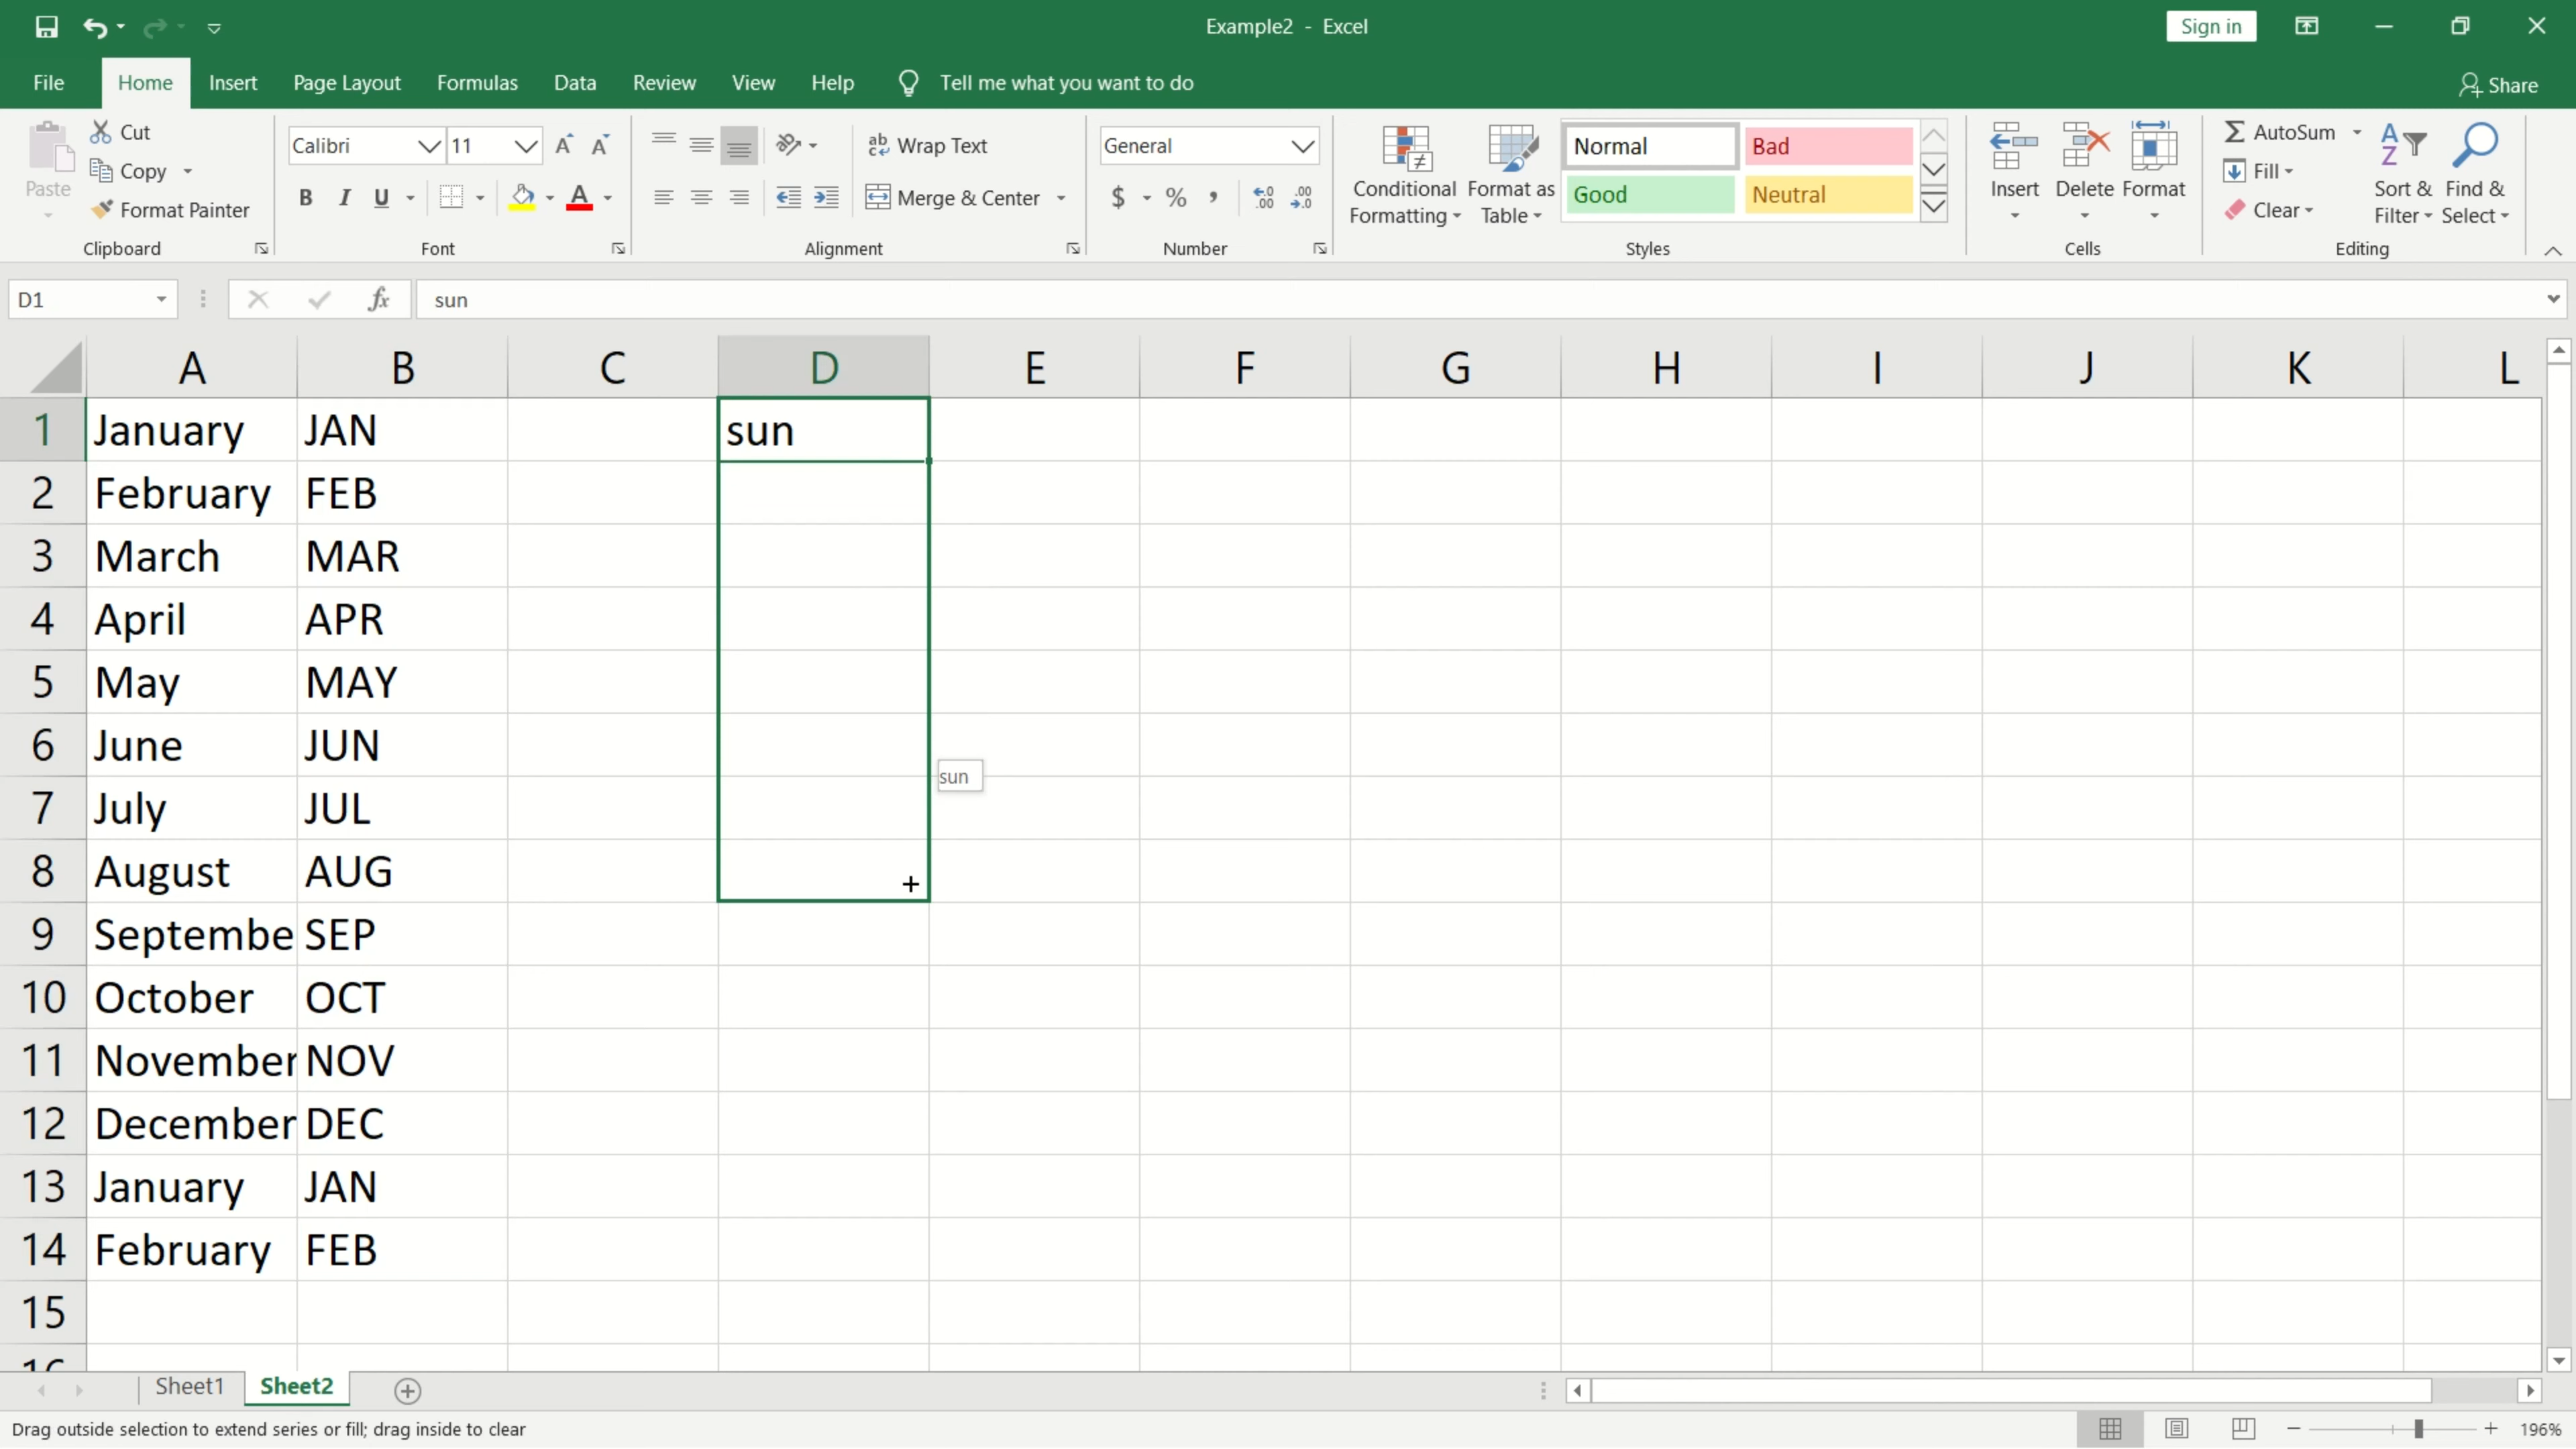 Example2 - Excel
Sign in
File Home Insert Page Layout Formulas Data Review View Help Tell me what you want to do Share
Paste
Cut
Copy
Format Painter
Clipboard
Calibri 11
B I U
Font
ab Wrap Text
Merge & Center
Alignment
General
$ % ,
Number
Conditional Formatting
Format as Table
Normal Bad
Good Neutral
Styles
Insert Delete Format
Cells
AutoSum
Fill
Clear
Sort & Filter
Find & Select
Editing
D1 fx sun
A B C D E F G H I J K L
1 January JAN sun
2 February FEB
3 March MAR
4 April APR
5 May MAY
6 June JUN
sun
7 July JUL
8 August AUG
9 Septembe SEP
10 October OCT
11 November NOV
12 December DEC
13 January JAN
14 February FEB
15
Sheet1 Sheet2
Drag outside selection to extend series or fill; drag inside to clear
196%